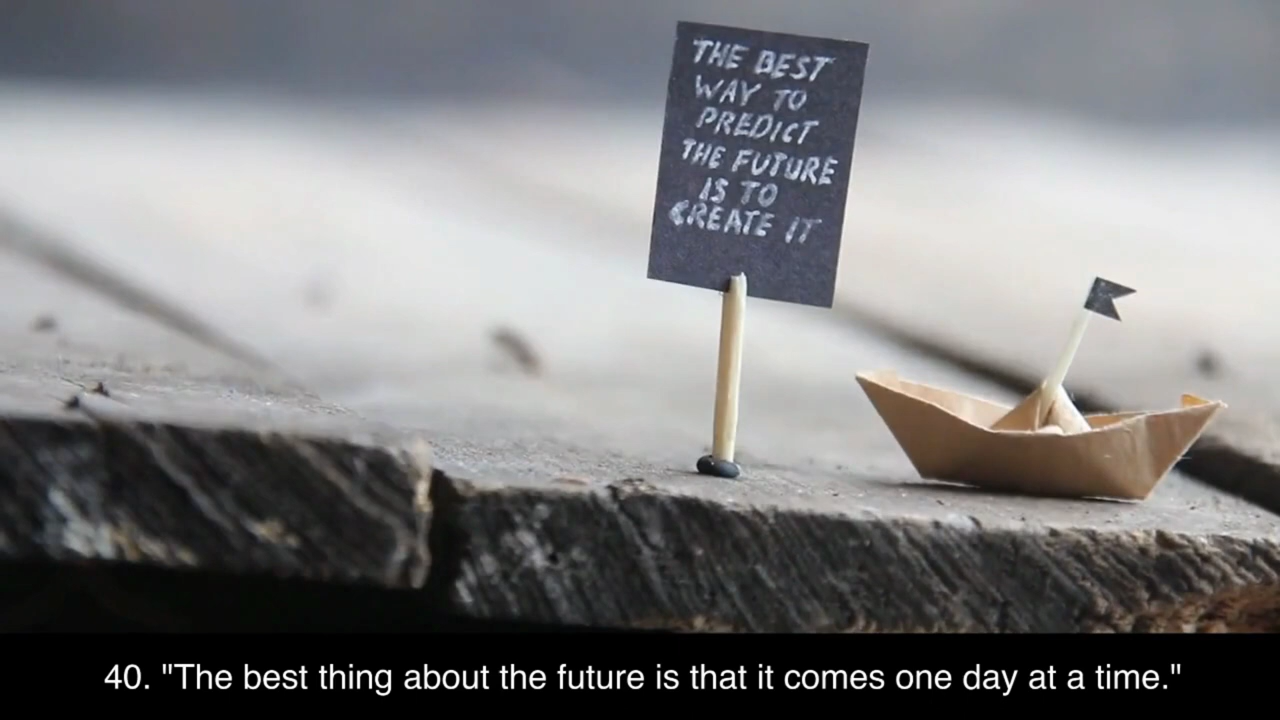 THE BEST
WAY TO
PREDICT
THE FUTURE
IS TO
CREATE IT
40. "The best thing about the future is that it comes one day at a time."